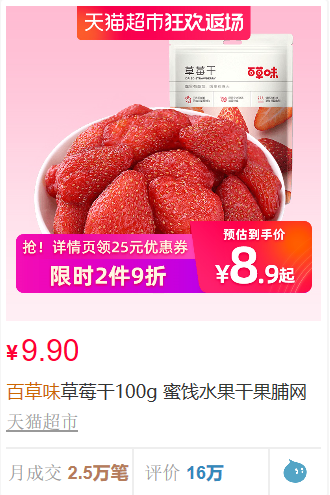 天猫超市狂欢返场
百草味
草莓干
DRIED STRAWBERRY
抢！详情页领25元优惠券
限时2件9折
预估到手价
¥8.9起
¥9.90
百草味草莓干100g 蜜饯水果干果脯网
天猫超市
月成交 2.5万笔
评价 16万